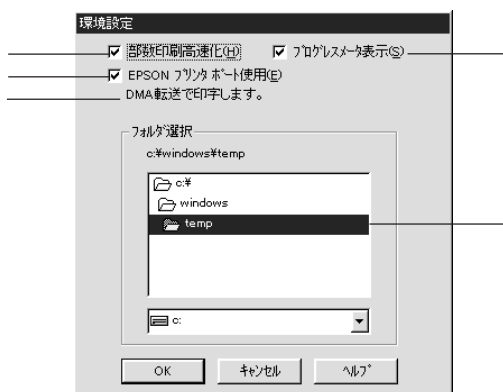 環境設定
部数印刷高速化(H) プログレスメータ表示(S)
EPSON プリンタ ポート使用(E)
DMA転送で印字します。
フォルダ選択
c:¥windows¥temp
c:¥
windows
temp
c:
OK キャンセル ヘルプ